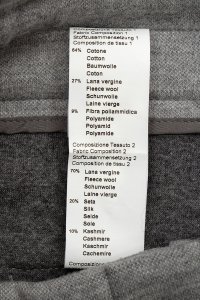 Composizione Tessuto 1
Fabric Composition 1
Stoffzusammensetzung 1
Composition de tissu 1
64% Cotone
Cotton
Baumwolle
Coton
27% Lana vergine
Fleece wool
Schurwolle
Laine vierge
9% Fibra poliammidica
Polyamide
Polyamid
Polyamide
Composizione Tessuto 2
Fabric Composition 2
Stoffzusammensetzung 2
Composition de tissu 2
70% Lana vergine
Fleece wool
Schurwolle
Laine vierge
20% Seta
Silk
Seide
Soie
10% Kashmir
Cashmere
Kaschmir
Cachemire